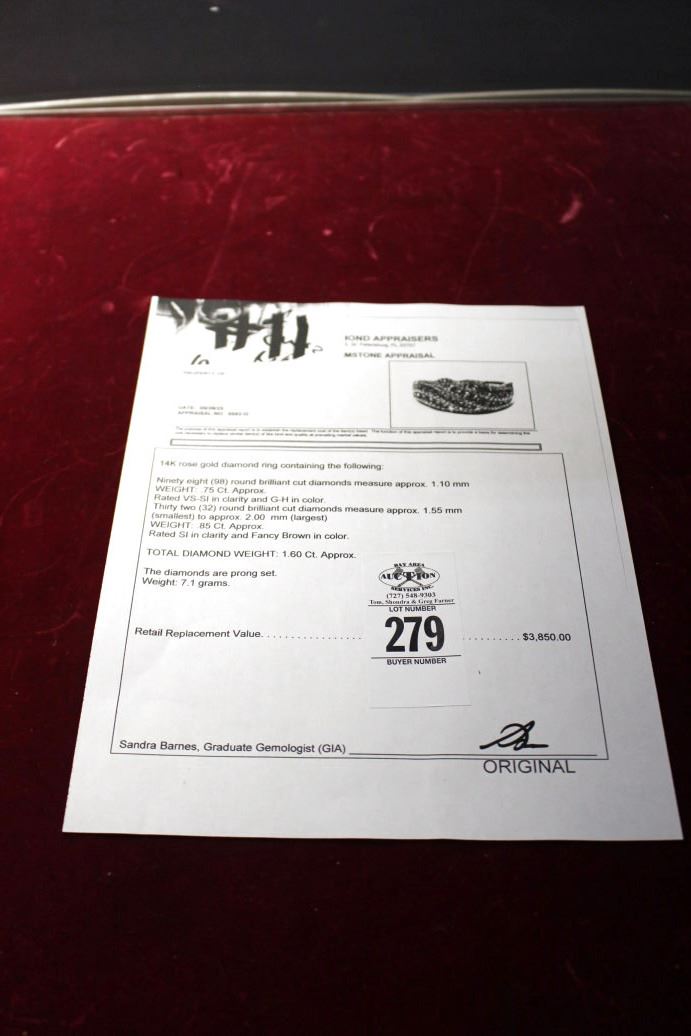 #11
IOND APPRAISERS
MSTONE APPRAISAL
14K rose gold diamond ring containing the following:
Ninety eight (98) round brilliant cut diamonds measure approx. 1.10 mm
WEIGHT: .75 Ct. Approx.
Rated VS-SI in clarity and G-H in color.
Thirty two (32) round brilliant cut diamonds measure approx. 1.55 mm
(smallest) to approx. 2.00 mm (largest)
WEIGHT: .85 Ct. Approx.
Rated SI in clarity and Fancy Brown in color.
TOTAL DIAMOND WEIGHT: 1.60 Ct. Approx.
The diamonds are prong set.
Weight: 7.1 grams.
BAY AREA
AUCTION
SERVICES INC.
(727) 548-9303
Tom, Shondra & Greg Farner
LOT NUMBER
279
BUYER NUMBER
Retail Replacement Value. . . . . . . . . . . . . . . . . . . . . . . . $3,850.00
Sandra Barnes, Graduate Gemologist (GIA)
ORIGINAL